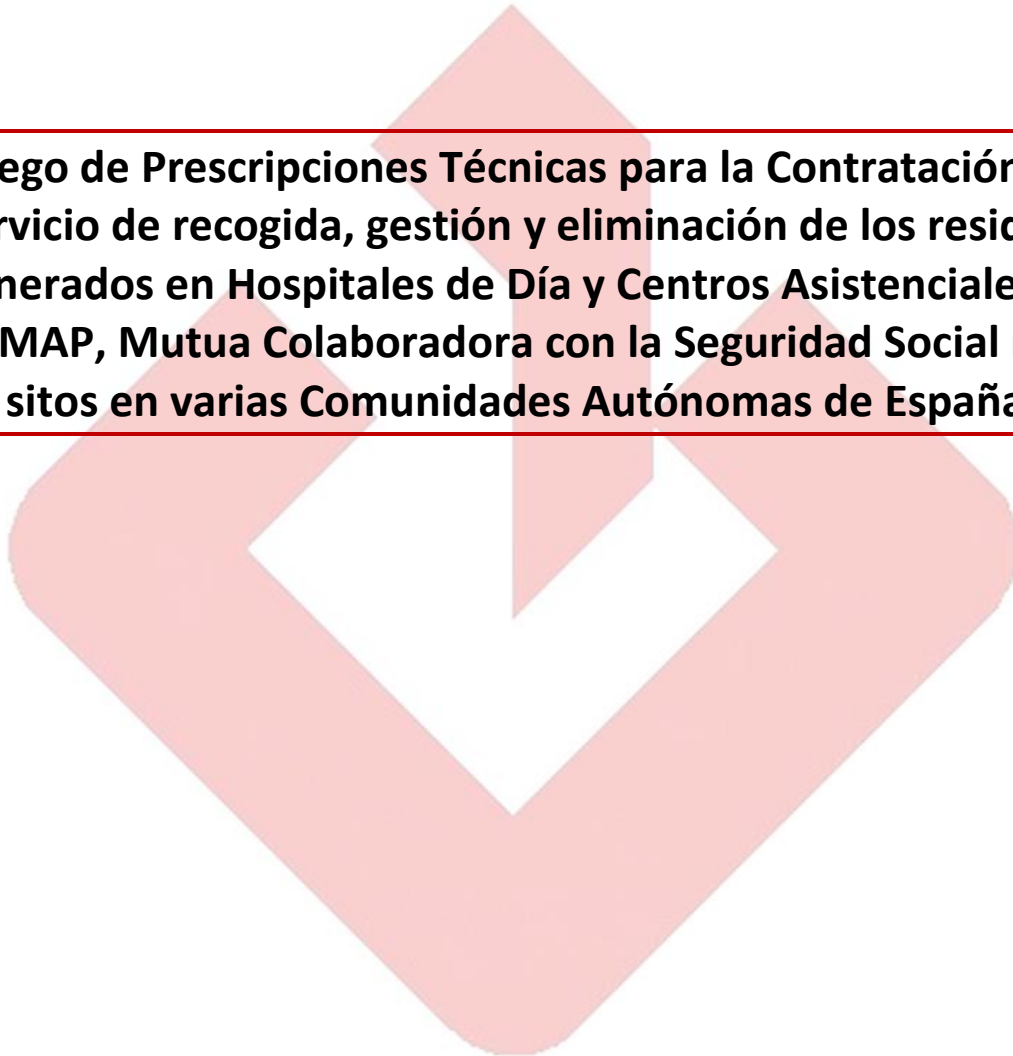 ego de Prescripciones Técnicas para la Contratación
rvicio de recogida, gestión y eliminación de los resid
nerados en Hospitales de Día y Centros Asistenciale
MAP, Mutua Colaboradora con la Seguridad Social
sitos en varias Comunidades Autónomas de España